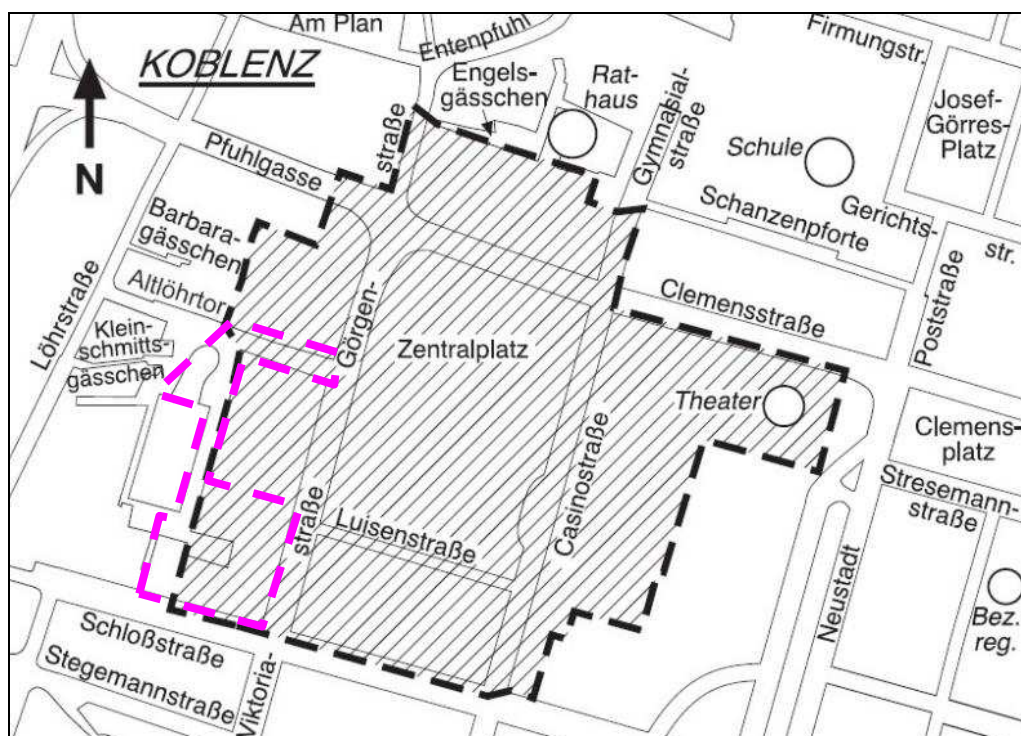 Am Plan
Entenpfuhl
Firmungstr.
KOBLENZ
Engels-
gässchen
Rat-
haus
N
Pfuhlgasse
straße
Gymnasial-
straße
Schule
Josef-
Görres-
Platz
Barbara-
gässchen
Schanzenpforte
Gerichts-
str.
Altlöhrtor
Löhrstraße
Klein-
schmitts-
gässchen
Görgen-
straße
Zentralplatz
Clemensstraße
Poststraße
Theater
Clemens-
platz
Stresemann-
straße
Luisenstraße
Casinostraße
Neustadt
Bez.
reg.
Schloßstraße
Stegemannstraße
Viktoria-